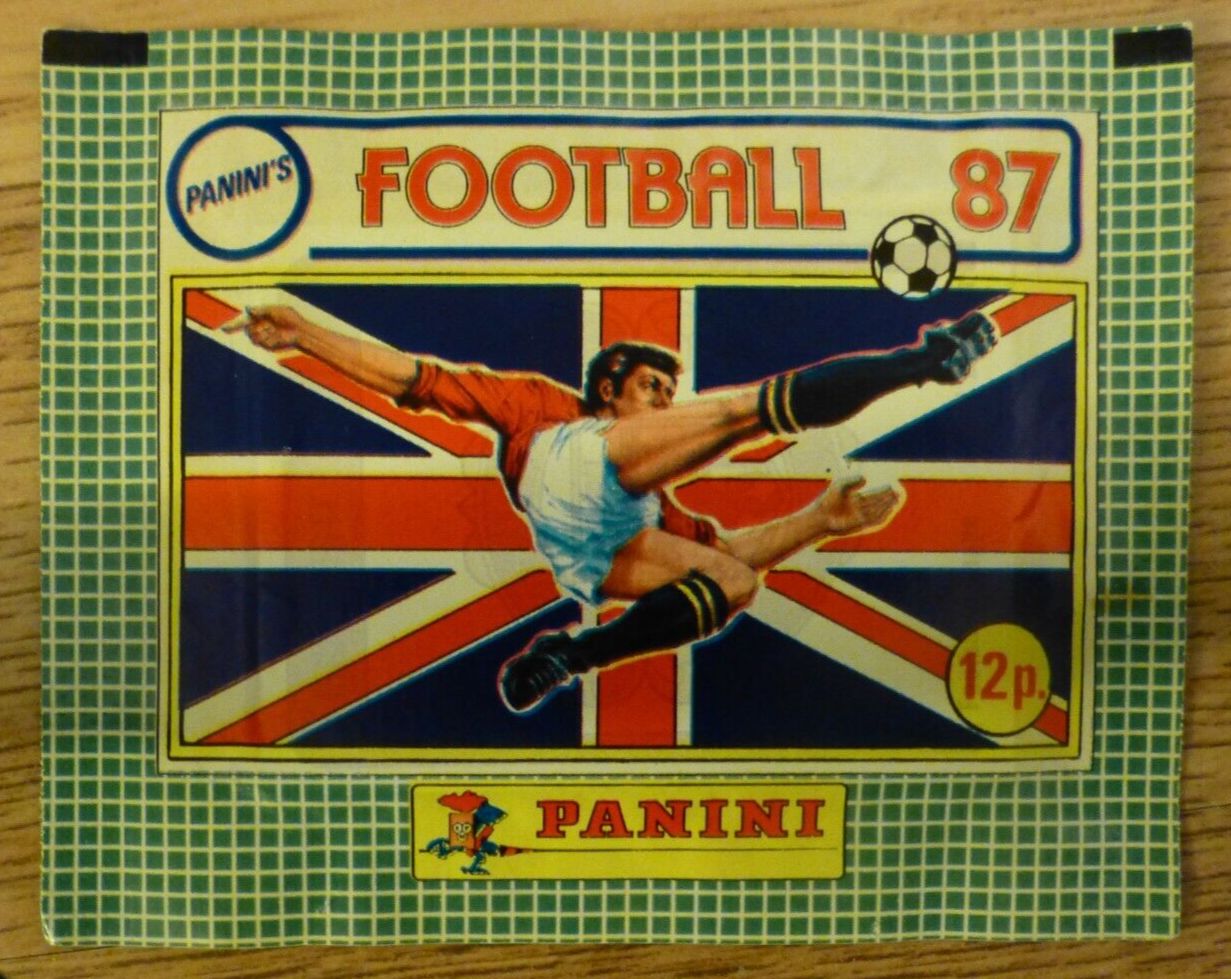 PANINI'S
FOOTBALL 87
12p.
PANINI